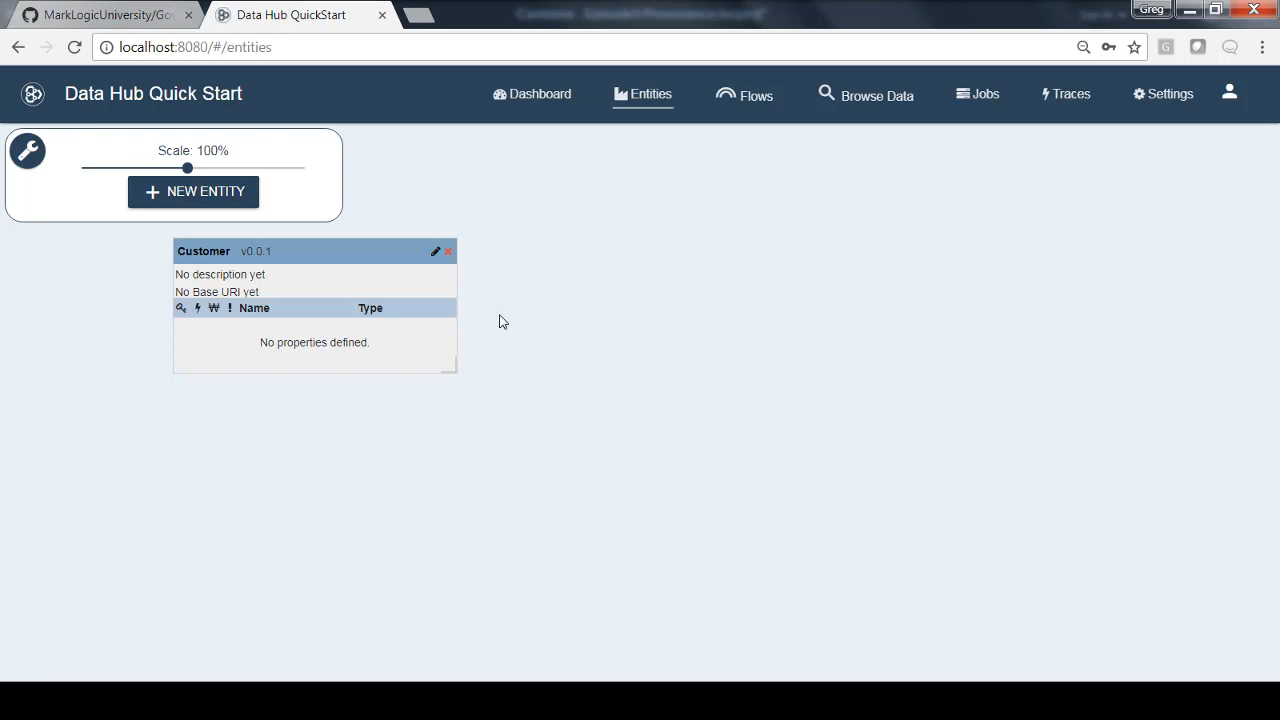 MarkLogicUniversity/Gov
Data Hub QuickStart
Greg
localhost:8080/#/entities
Data Hub Quick Start
Dashboard
Entities
Flows
Browse Data
Jobs
Traces
Settings
Scale: 100%
NEW ENTITY
Customer v0.0.1
No description yet
No Base URI yet
Name Type
No properties defined.